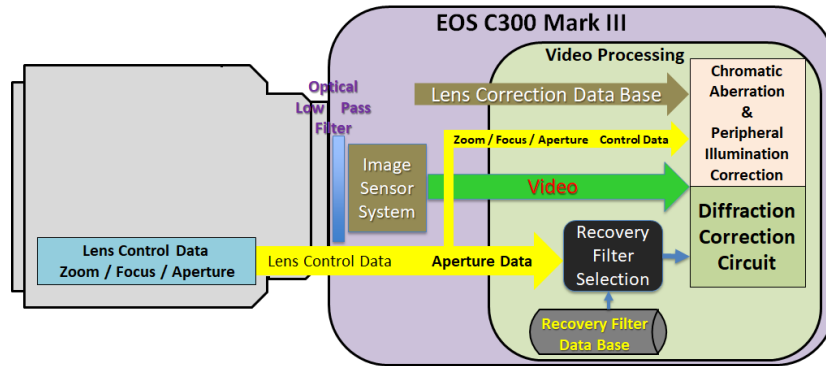 EOS C300 Mark III
Video Processing
Optical
Low Pass
Filter
Lens Correction Data Base
Chromatic
Aberration
&
Peripheral
Illumination
Correction
Zoom / Focus / Aperture Control Data
Image
Sensor
System
Video
Diffraction
Correction
Circuit
Lens Control Data
Zoom / Focus / Aperture
Lens Control Data
Aperture Data
Recovery
Filter
Selection
Recovery Filter
Data Base